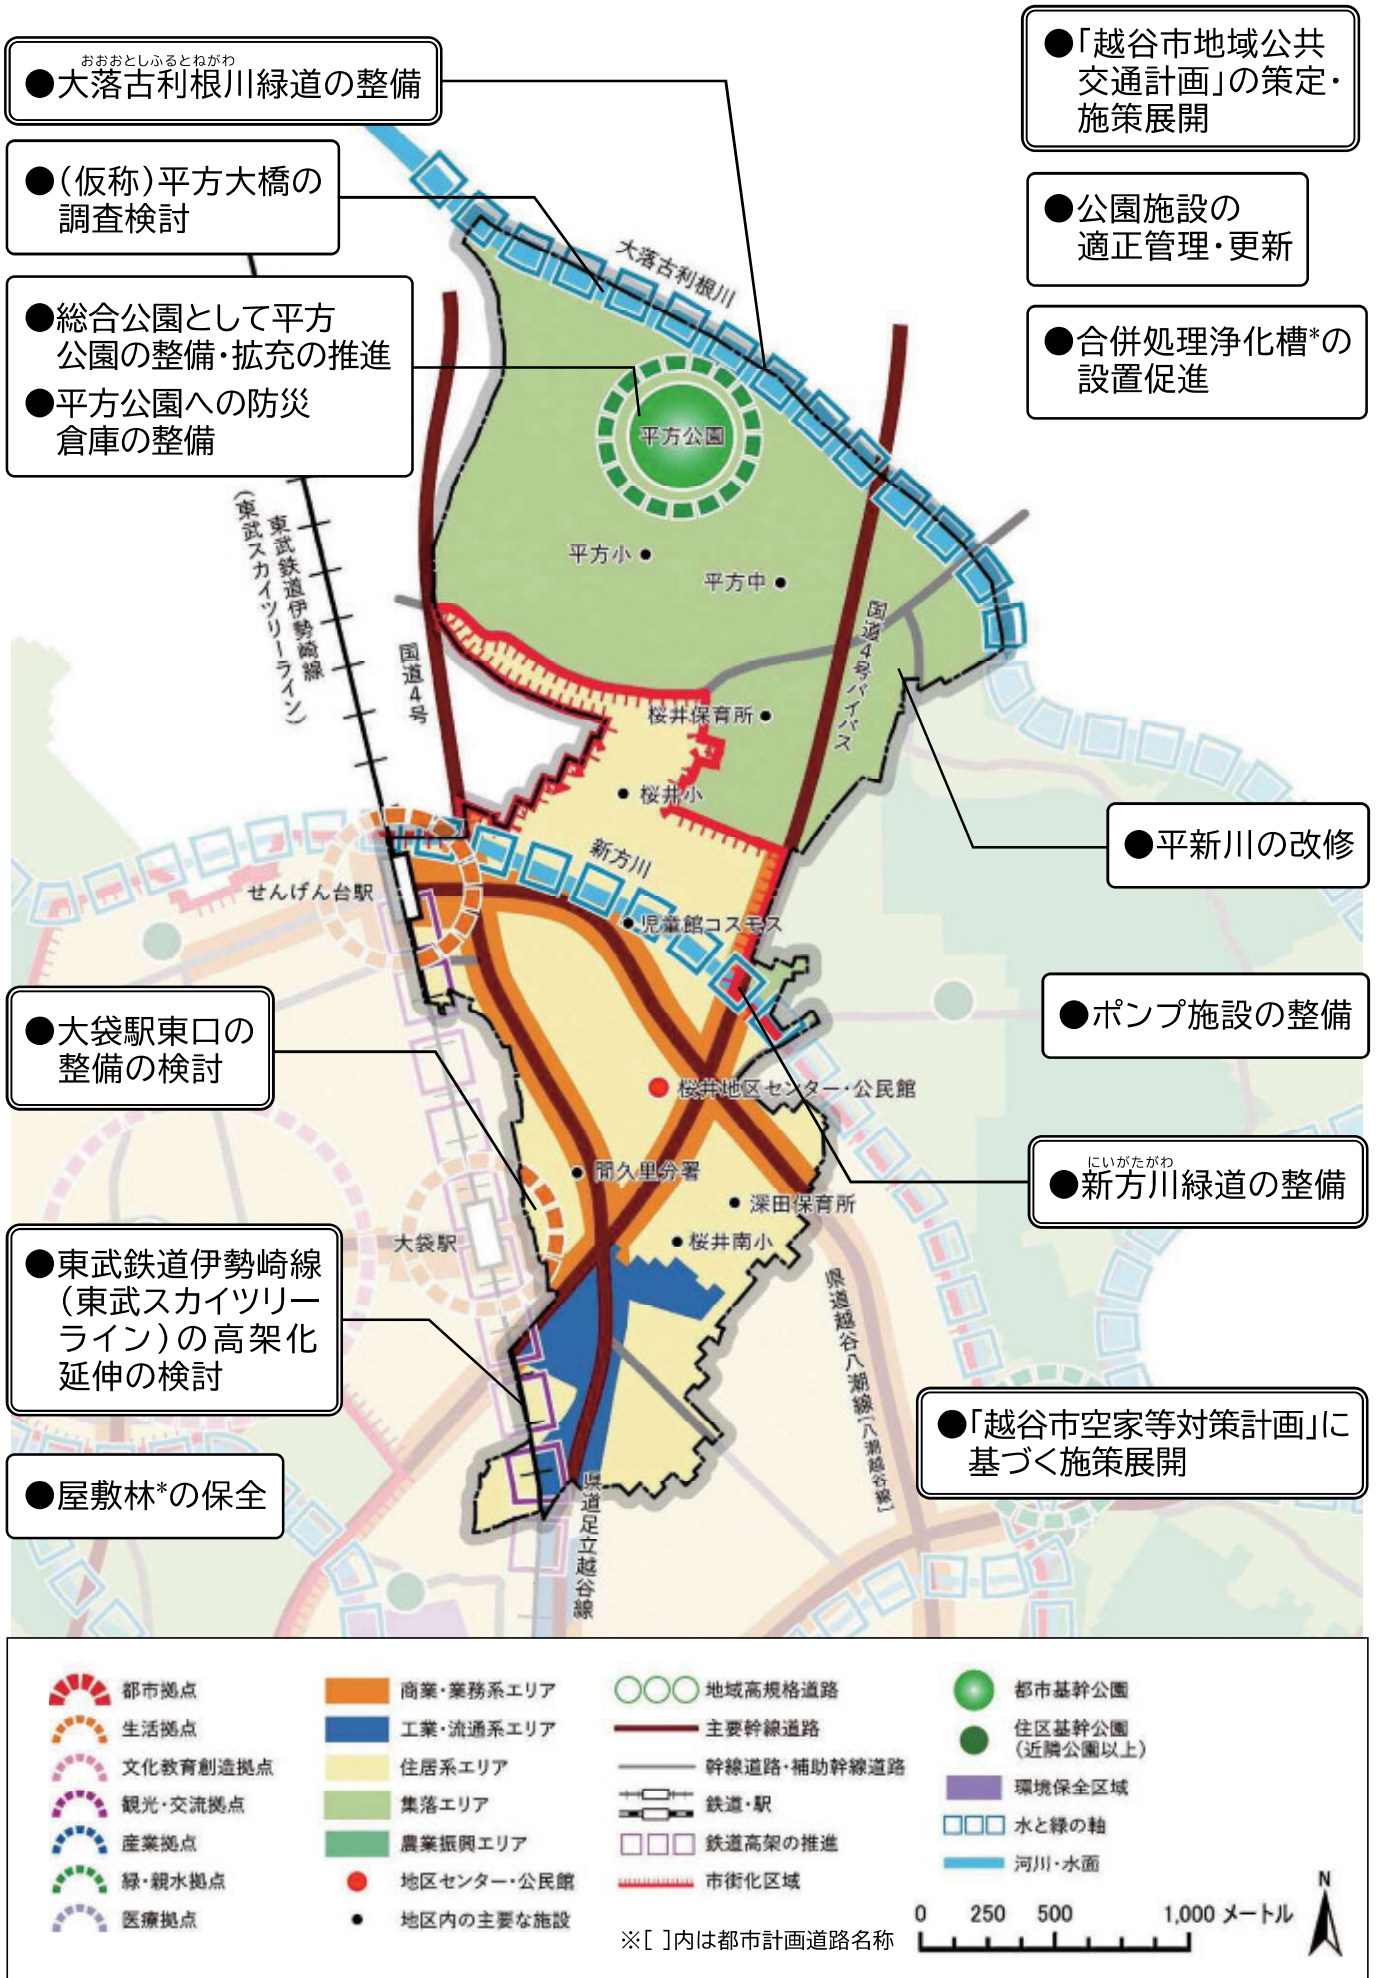 おおおとしふるとねがわ
●大落古利根川緑道の整備
●（仮称）平方大橋の
調査検討
●総合公園として平方
公園の整備・拡充の推進
●平方公園への防災
倉庫の整備
●「越谷市地域公共
交通計画」の策定・
施策展開
●公園施設の
適正管理・更新
●合併処理浄化槽*の
設置促進
大落古利根川
平方公園
平方小
平方中
東武鉄道伊勢崎線
（東武スカイツリーライン）
国道4号
国道4号バイパス
桜井保育所
桜井小
新方川
せんげん台駅
児童館コスモス
●平新川の改修
●ポンプ施設の整備
●大袋駅東口の
整備の検討
桜井地区センター・公民館
にいがたがわ
●新方川緑道の整備
間久里分署
深田保育所
桜井南小
大袋駅
●東武鉄道伊勢崎線
（東武スカイツリー
ライン）の高架化
延伸の検討
県道越谷八潮線［八潮越谷線］
●「越谷市空家等対策計画」に
基づく施策展開
●屋敷林*の保全
県道足立越谷線
都市拠点
生活拠点
文化教育創造拠点
観光・交流拠点
産業拠点
緑・親水拠点
医療拠点
商業・業務系エリア
工業・流通系エリア
住居系エリア
集落エリア
農業振興エリア
地区センター・公民館
地区内の主要な施設
地域高規格道路
主要幹線道路
幹線道路・補助幹線道路
鉄道・駅
鉄道高架の推進
市街化区域
※［ ］内は都市計画道路名称
都市基幹公園
住区基幹公園
（近隣公園以上）
環境保全区域
水と緑の軸
河川・水面
0 250 500 1,000 メートル
N